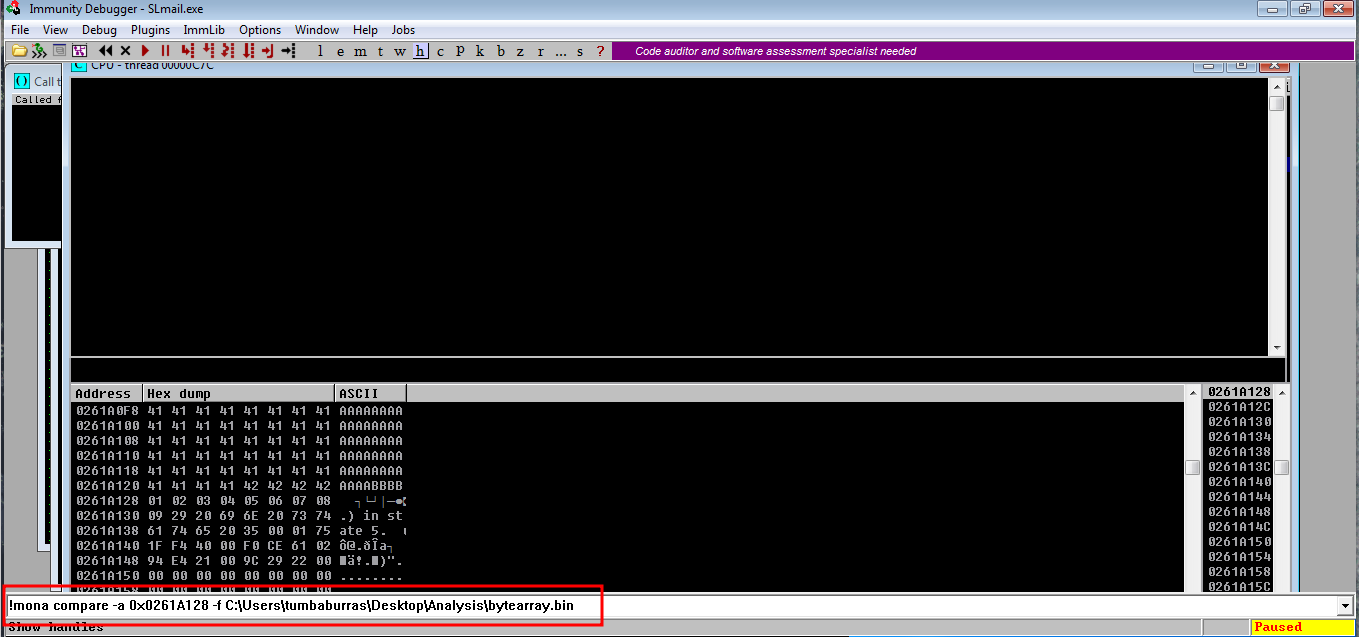 Immunity Debugger - SLmail.exe
File View Debug Plugins ImmLib Options Window Help Jobs
l e m t w h c P k b z r ... s ?
Code auditor and software assessment specialist needed
CPU - thread 00000C7C
Call
Called
Address Hex dump ASCII
0261A0F8 41 41 41 41 41 41 41 41 AAAAAAAA
0261A100 41 41 41 41 41 41 41 41 AAAAAAAA
0261A108 41 41 41 41 41 41 41 41 AAAAAAAA
0261A110 41 41 41 41 41 41 41 41 AAAAAAAA
0261A118 41 41 41 41 41 41 41 41 AAAAAAAA
0261A120 41 41 41 41 42 42 42 42 AAAABBBB
0261A128 01 02 03 04 05 06 07 08
0261A130 09 29 20 69 6E 20 73 74 .) in st
0261A138 61 74 65 20 35 00 01 75 ate 5.
0261A140 1F F4 40 00 F0 CE 61 02 ô@.ðÎa┐
0261A148 94 E4 21 00 9C 29 22 00 ä!.)".
0261A150 00 00 00 00 00 00 00 00 ........
0261A158 00 00 00 00 00 00 00 00
0261A128
0261A12C
0261A130
0261A134
0261A138
0261A13C
0261A140
0261A144
0261A148
0261A14C
0261A150
0261A154
0261A158
0261A15C
!mona compare -a 0x0261A128 -f C:\Users\tumbaburras\Desktop\Analysis\bytearray.bin
Show handles
Paused